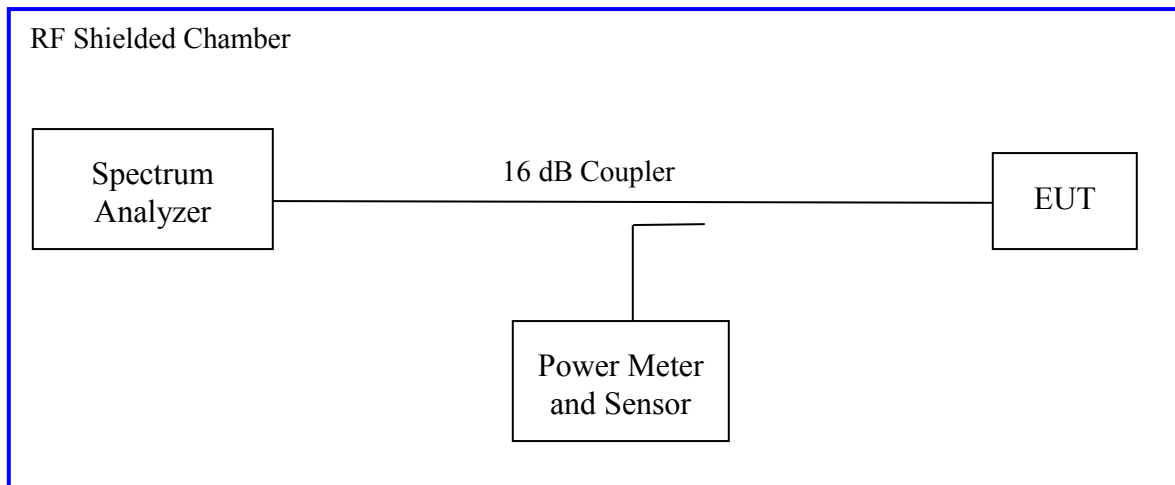 RF Shielded Chamber
16 dB Coupler
Spectrum
Analyzer
EUT
Power Meter
and Sensor